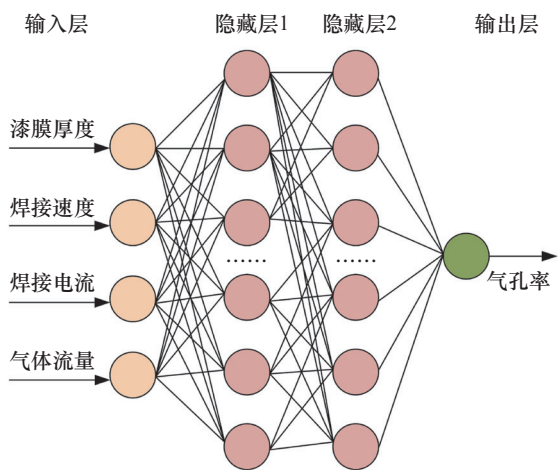 输入层
隐藏层1
隐藏层2
输出层
漆膜厚度
焊接速度
焊接电流
气体流量
……
……
气孔率